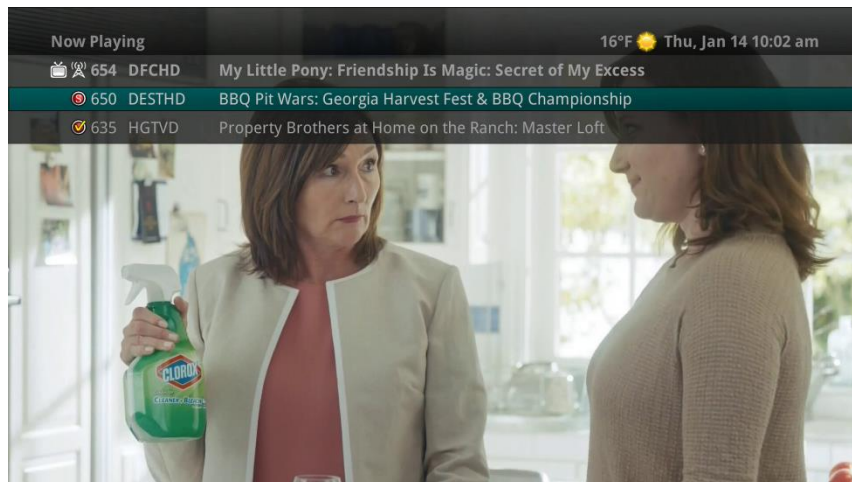 Now Playing 16°F Thu, Jan 14 10:02 am
654 DFCHD My Little Pony: Friendship Is Magic: Secret of My Excess
S 650 DESTHD BBQ Pit Wars: Georgia Harvest Fest & BBQ Championship
635 HGTVD Property Brothers at Home on the Ranch: Master Loft
CLOROX
CLEANER + BLEACH